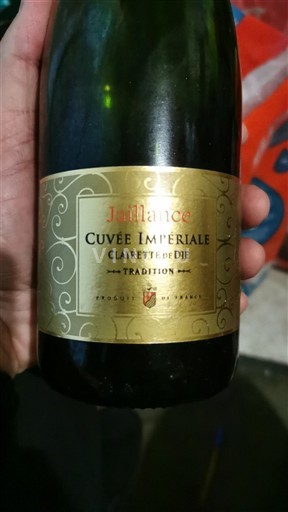 Jaillance
CUVÉE IMPÉRIALE
CLAIRETTE DE DIE
TRADITION
PRODUIT DE FRANCE